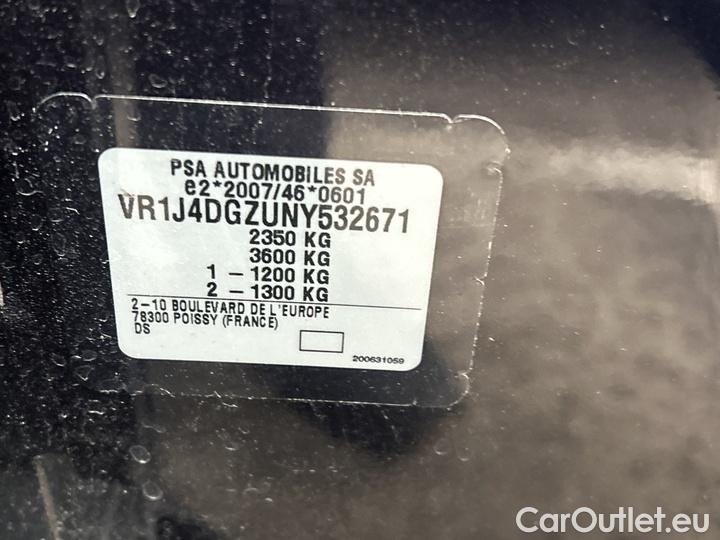 PSA AUTOMOBILES SA
e2*2007/46*0601
VR1J4DGZUNY532671
2350 KG
3600 KG
1 – 1200 KG
2 – 1300 KG
2–10 BOULEVARD DE L'EUROPE
78300 POISSY (FRANCE)
DS
200631059
CarOutlet.eu